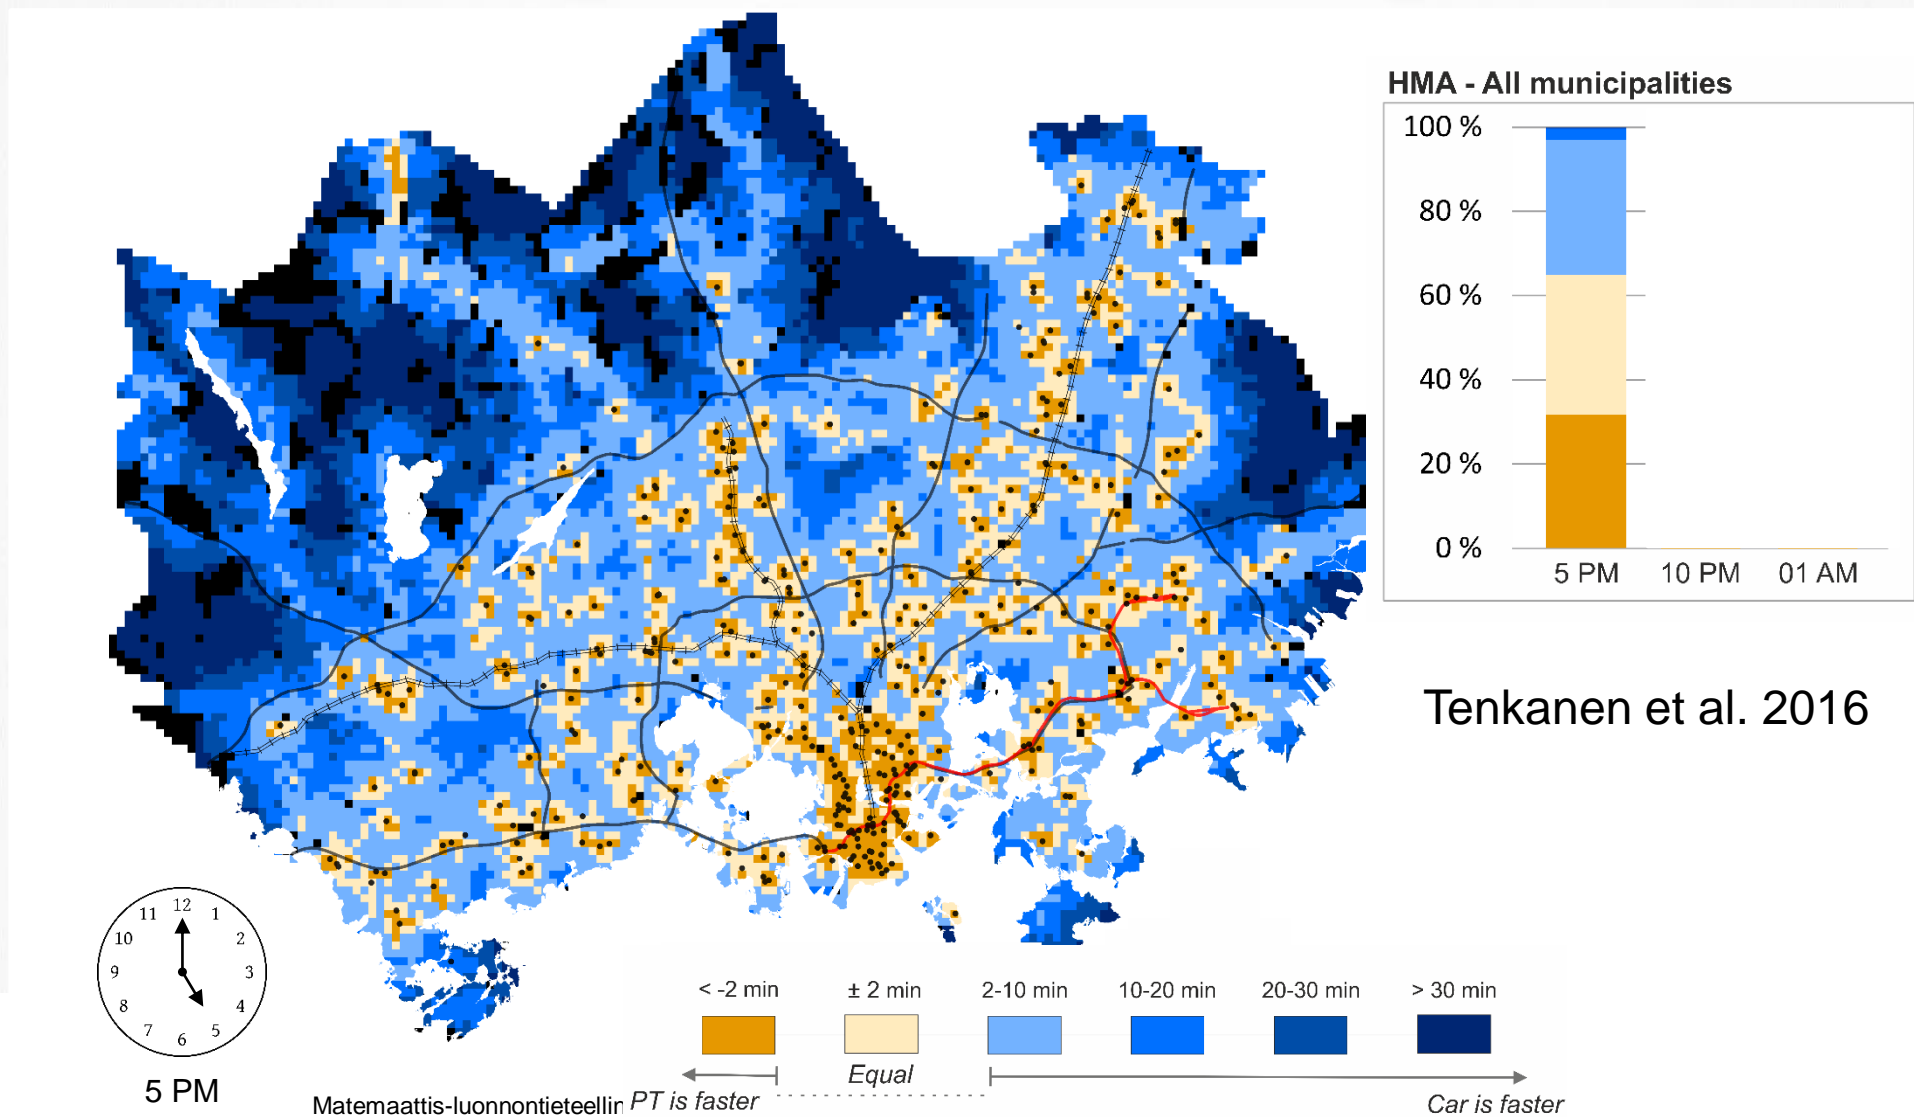 HMA - All municipalities
100 %
80 %
60 %
40 %
20 %
0 %
5 PM 10 PM 01 AM
Tenkanen et al. 2016
12
11 1
10 2
9 3
8 4
7 5
6
5 PM
< -2 min ± 2 min 2-10 min 10-20 min 20-30 min > 30 min
Equal
PT is faster Car is faster
Matemaattis-luonnontieteellin